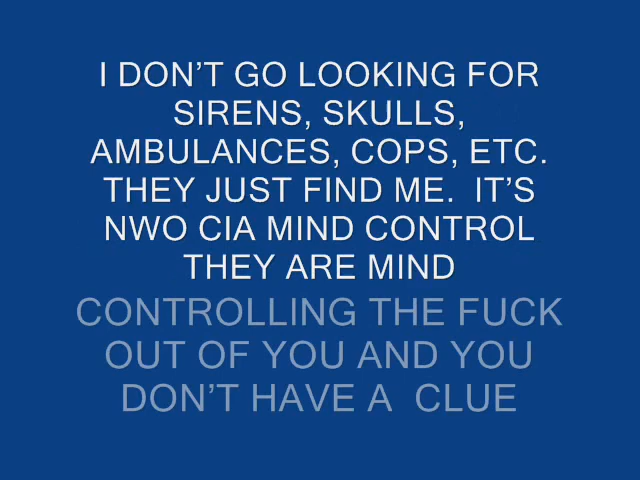 I DON’T GO LOOKING FOR
SIRENS, SKULLS,
AMBULANCES, COPS, ETC.
THEY JUST FIND ME.  IT’S
NWO CIA MIND CONTROL
THEY ARE MIND
CONTROLLING THE FUCK
OUT OF YOU AND YOU
DON’T HAVE A  CLUE